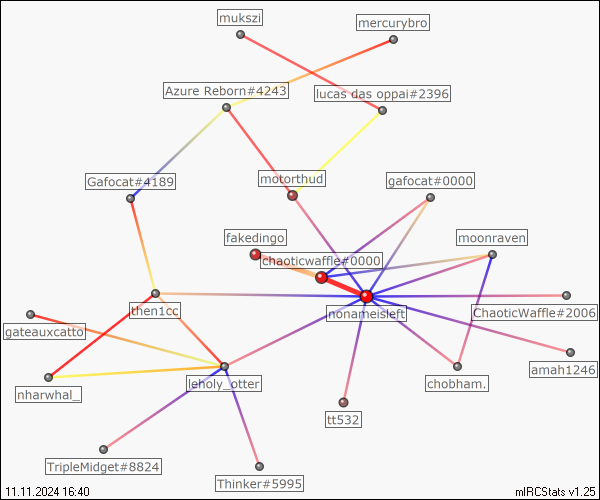 mukszi
mercurybro
Azure Reborn#4243
lucas das oppai#2396
Gafocat#4189
motorthud
gafocat#0000
fakedingo
moonraven
chaoticwaffle#0000
then1cc
nonameisleft
ChaoticWaffle#2006
gateauxcatto
leholy_otter
chobham.
amah1246
nharwhal_
tt532
TripleMidget#8824
Thinker#5995
11.11.2024 16:40
mIRCStats v1.25